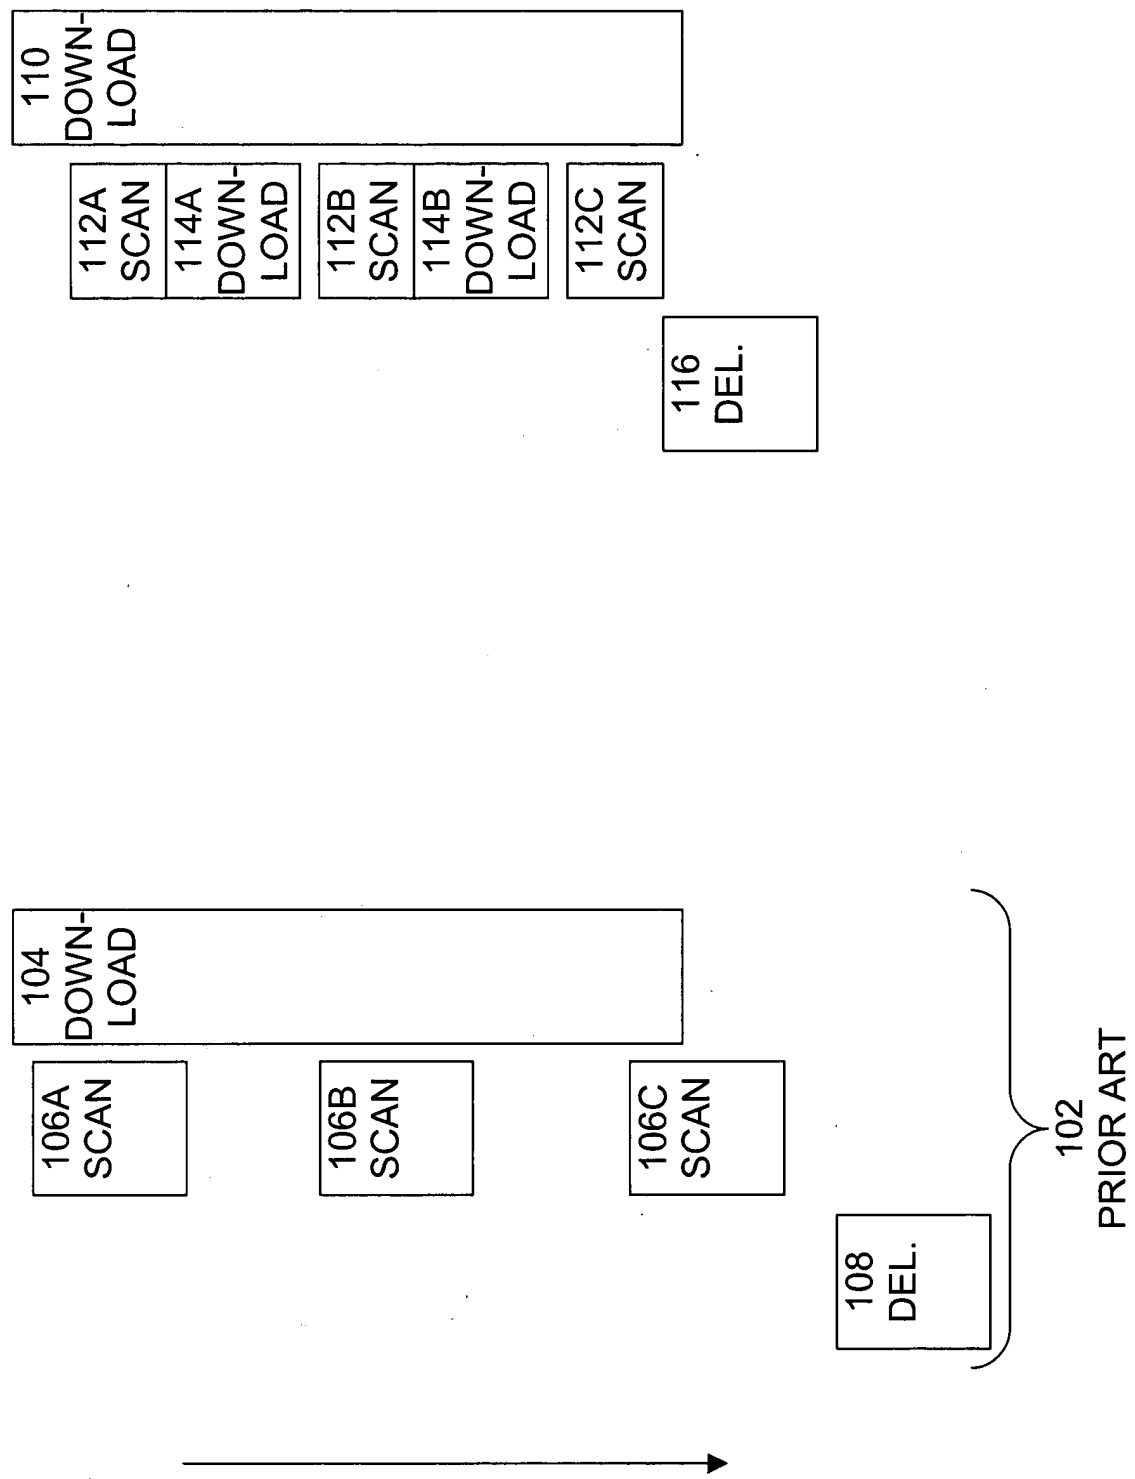 104
DOWN-
LOAD
106A
SCAN
106B
SCAN
106C
SCAN
108
DEL.
102
PRIOR ART
110
DOWN-
LOAD
112A
SCAN
114A
DOWN-
LOAD
112B
SCAN
114B
DOWN-
LOAD
112C
SCAN
116
DEL.